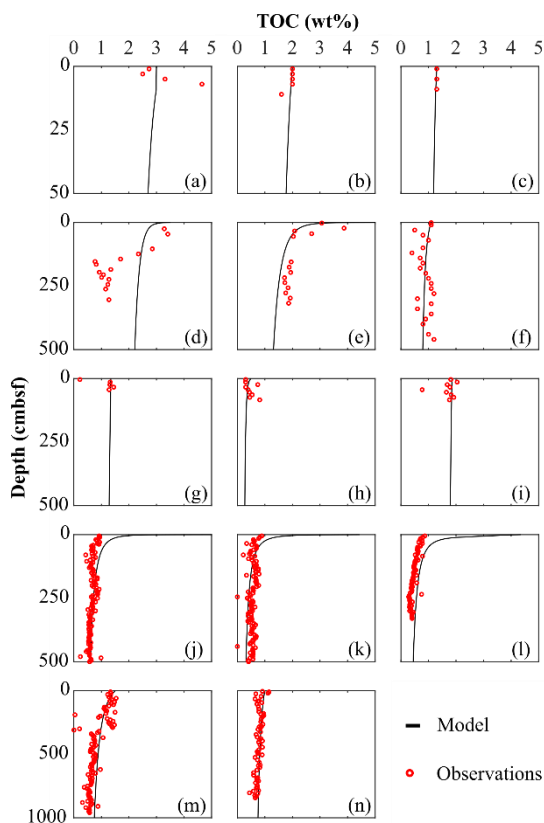 TOC (wt%)
0 1 2 3 4 5 0 1 2 3 4 5 0 1 2 3 4 5
0
25
50
(a) (b) (c)
0
250
500
(d) (e) (f)
Depth (cmbsf)
0
250
500
(g) (h) (i)
0
250
500
(j) (k) (l)
0
500
1000
(m) (n)
Model
Observations